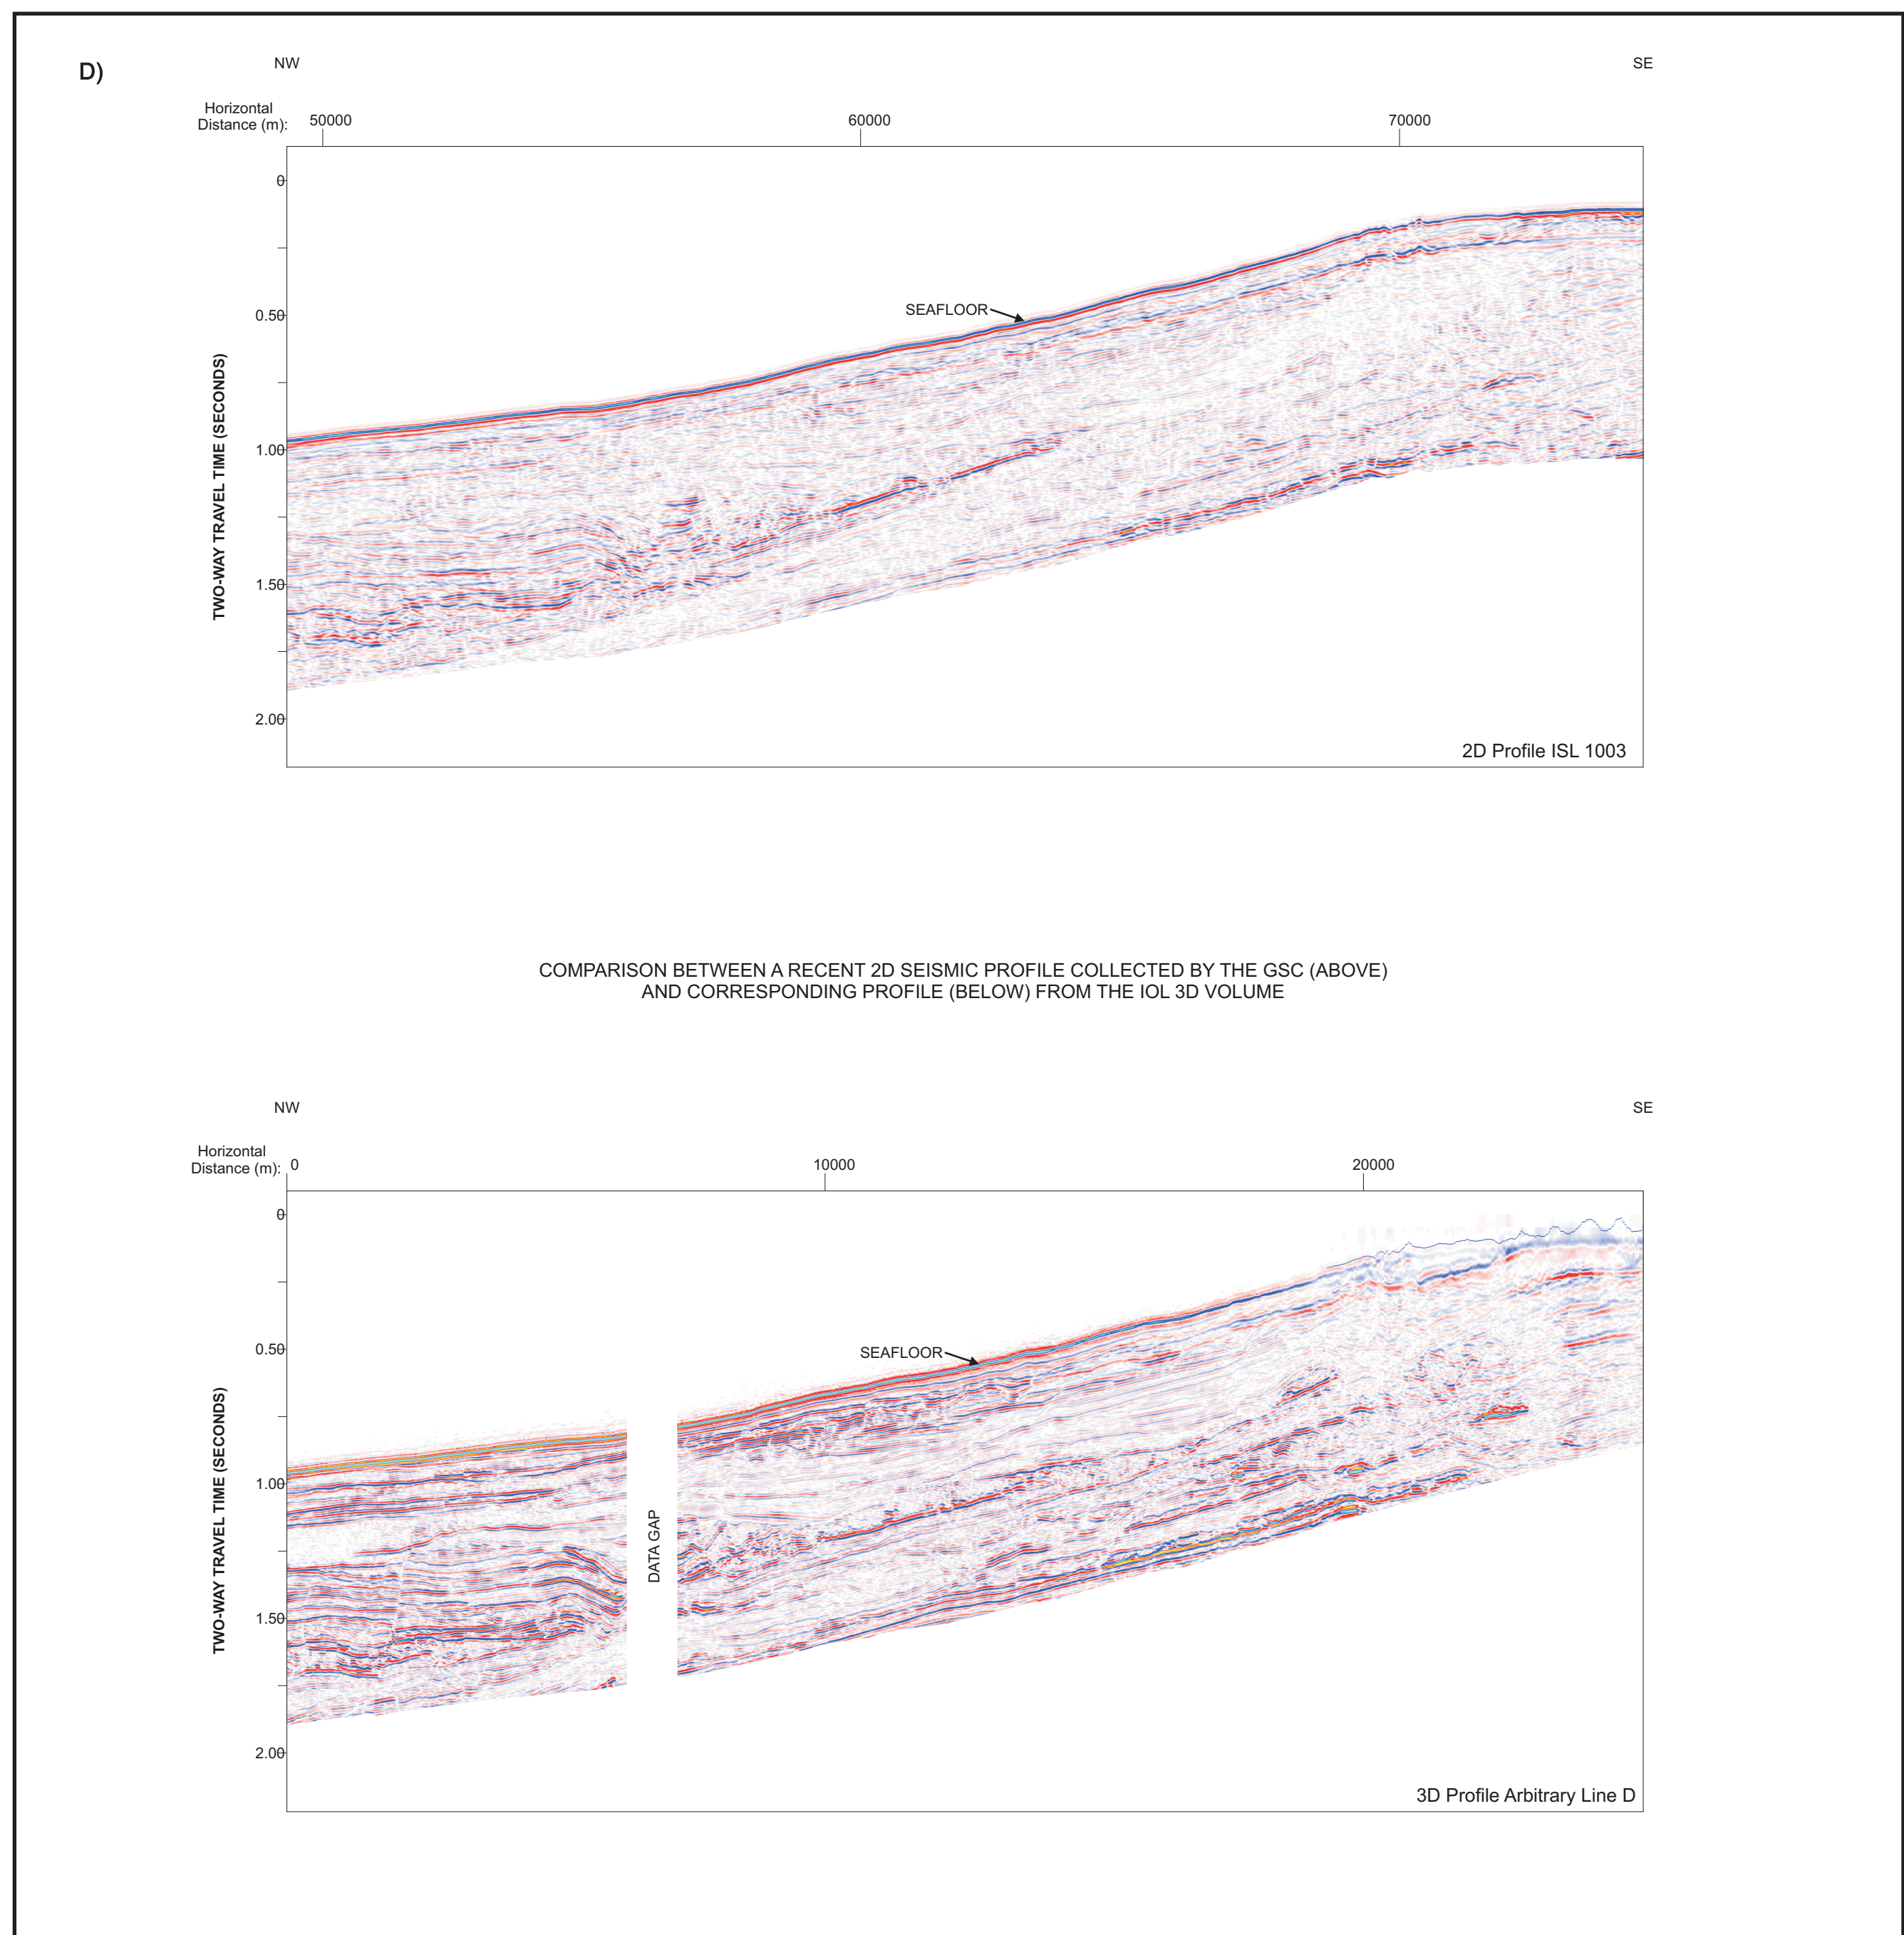 D)
NW
SE
Horizontal
Distance (m):
50000
60000
70000
0
0.50
1.00
1.50
2.00
TWO-WAY TRAVEL TIME (SECONDS)
SEAFLOOR
2D Profile ISL 1003
COMPARISON BETWEEN A RECENT 2D SEISMIC PROFILE COLLECTED BY THE GSC (ABOVE)
AND CORRESPONDING PROFILE (BELOW) FROM THE IOL 3D VOLUME
NW
SE
Horizontal
Distance (m):
0
10000
20000
0
0.50
1.00
1.50
2.00
TWO-WAY TRAVEL TIME (SECONDS)
SEAFLOOR
DATA GAP
3D Profile Arbitrary Line D